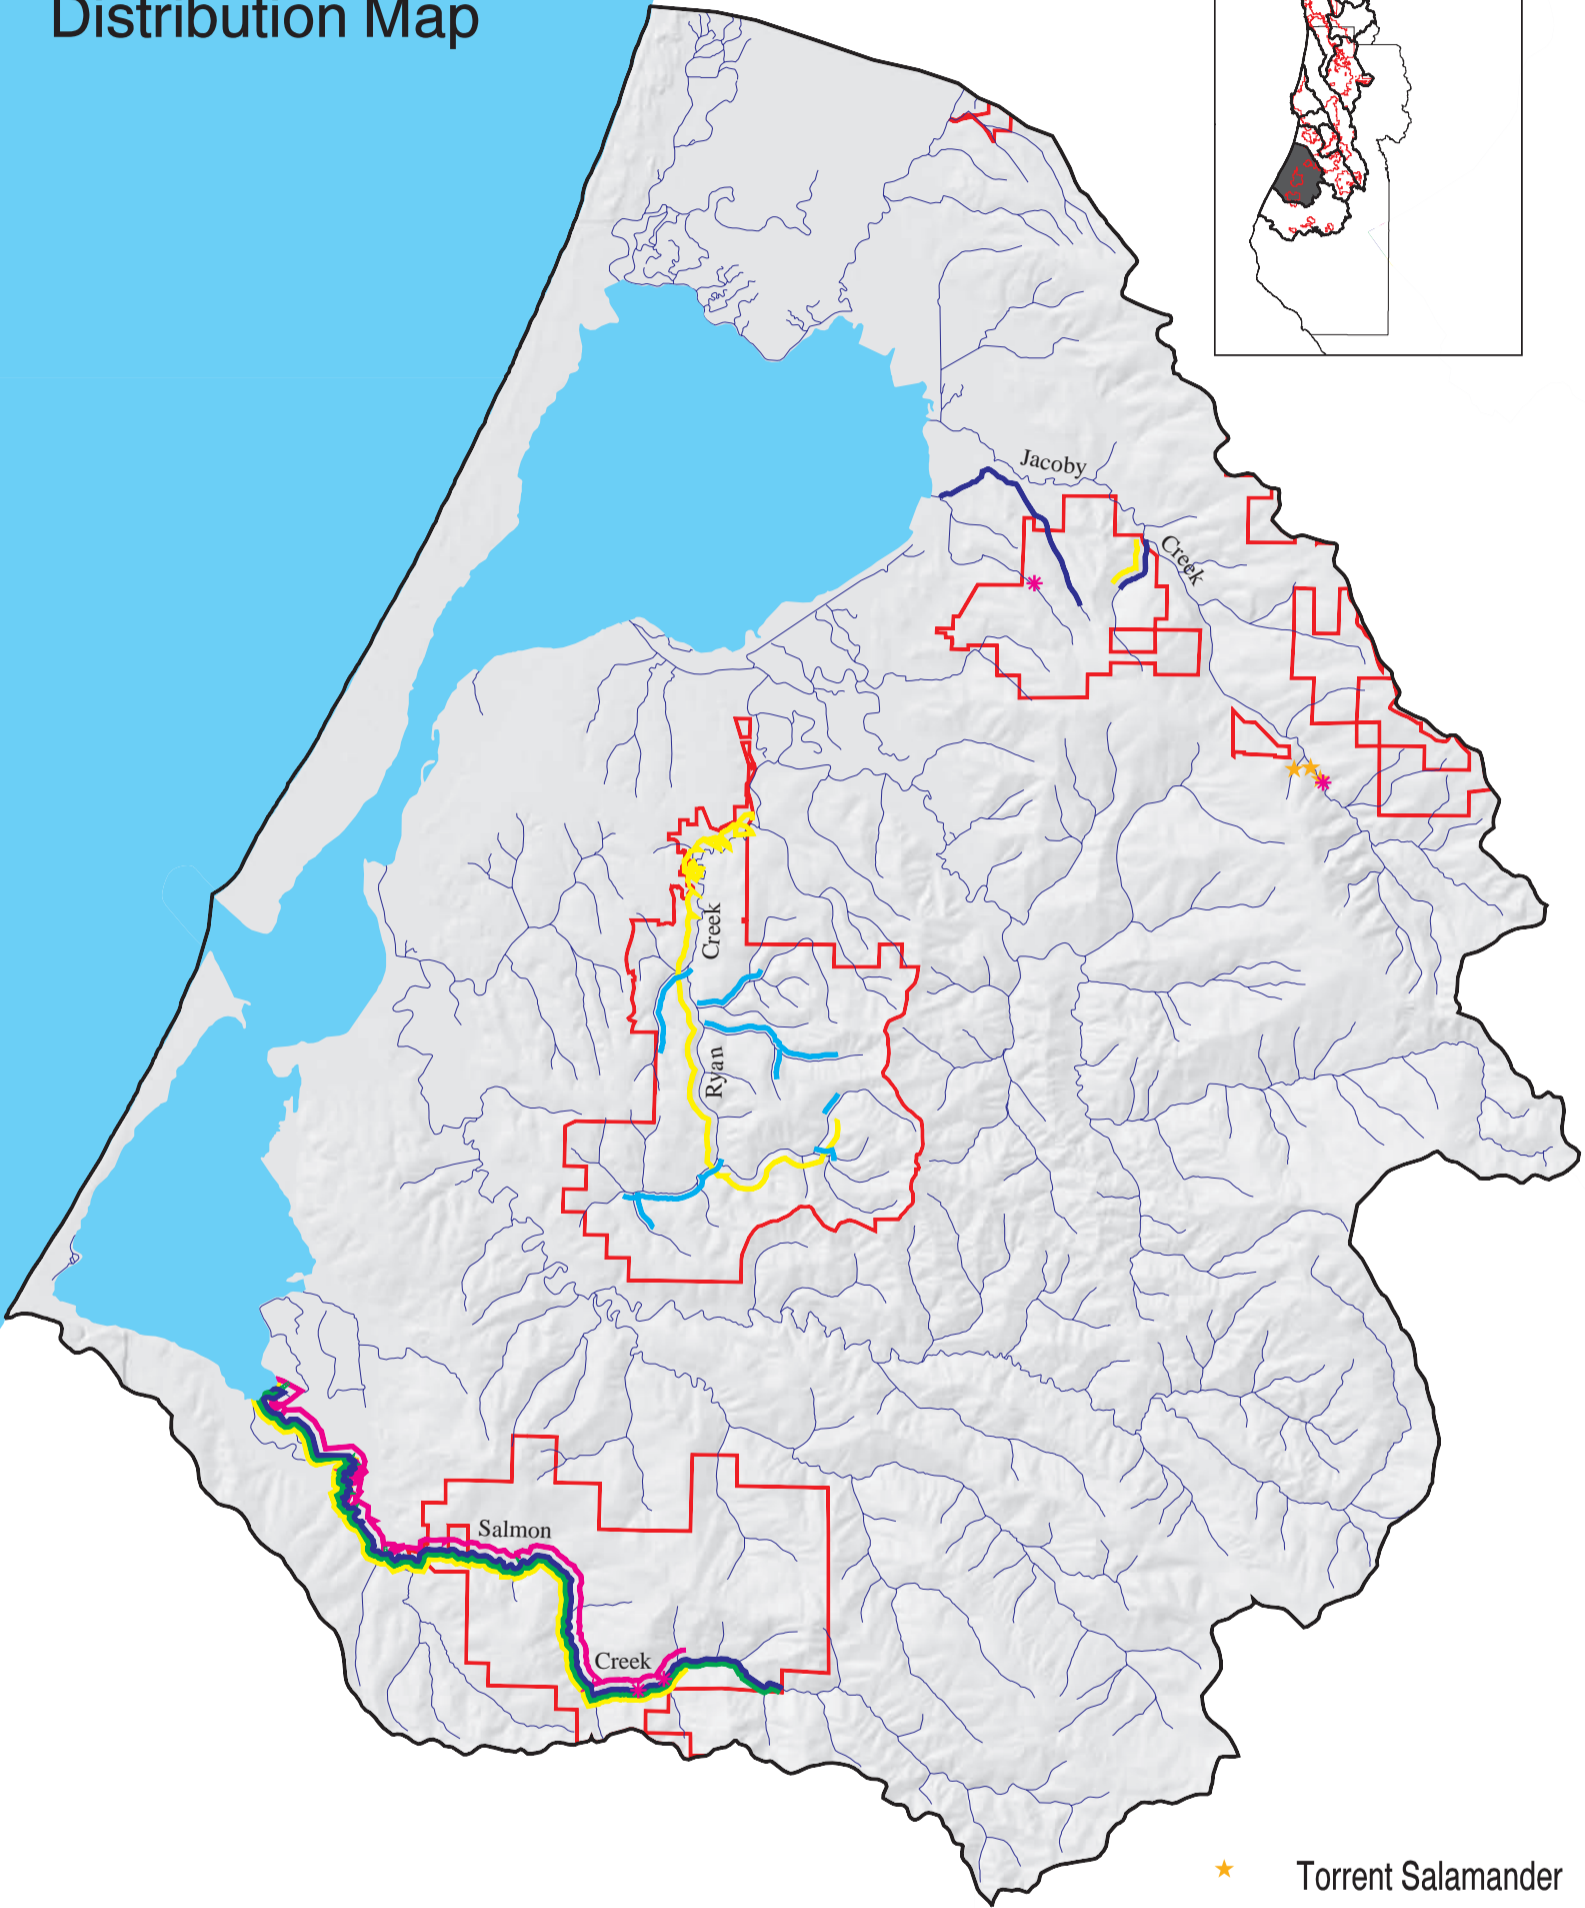 Distribution Map
Jacoby
Creek
Creek
Ryan
Salmon
Creek
Torrent Salamander